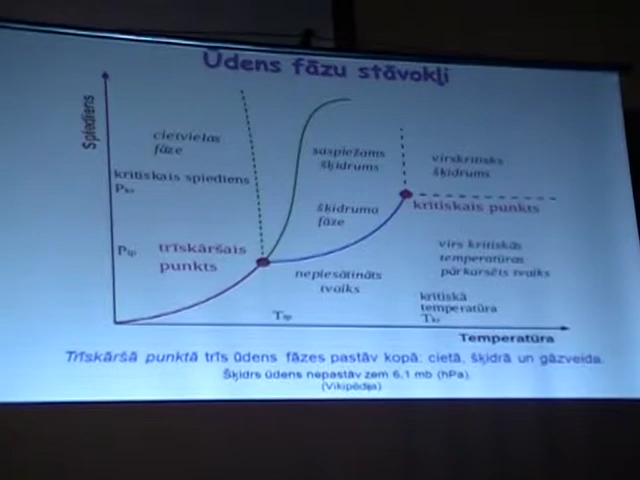 Ūdens fāzu stāvokļi
Spiediens
cietvielas
fāze
saspiežams
šķidrums
virskritisks
šķidrums
kritiskais spiediens
Pkr
šķidruma
fāze
kritiskais punkts
Ptp
trīskāršais
punkts
virs kritiskās
temperatūras
pārkarsēts tvaiks
nepiesātināts
tvaiks
kritiskā
temperatūra
Tkr
Ttp
Temperatūra
Trīskāršā punktā trīs ūdens fāzes pastāv kopā: cietā, šķidrā un gāzveida.
Šķidrs ūdens nepastāv zem 6,1 mb (hPa)
(Vikipēdija)